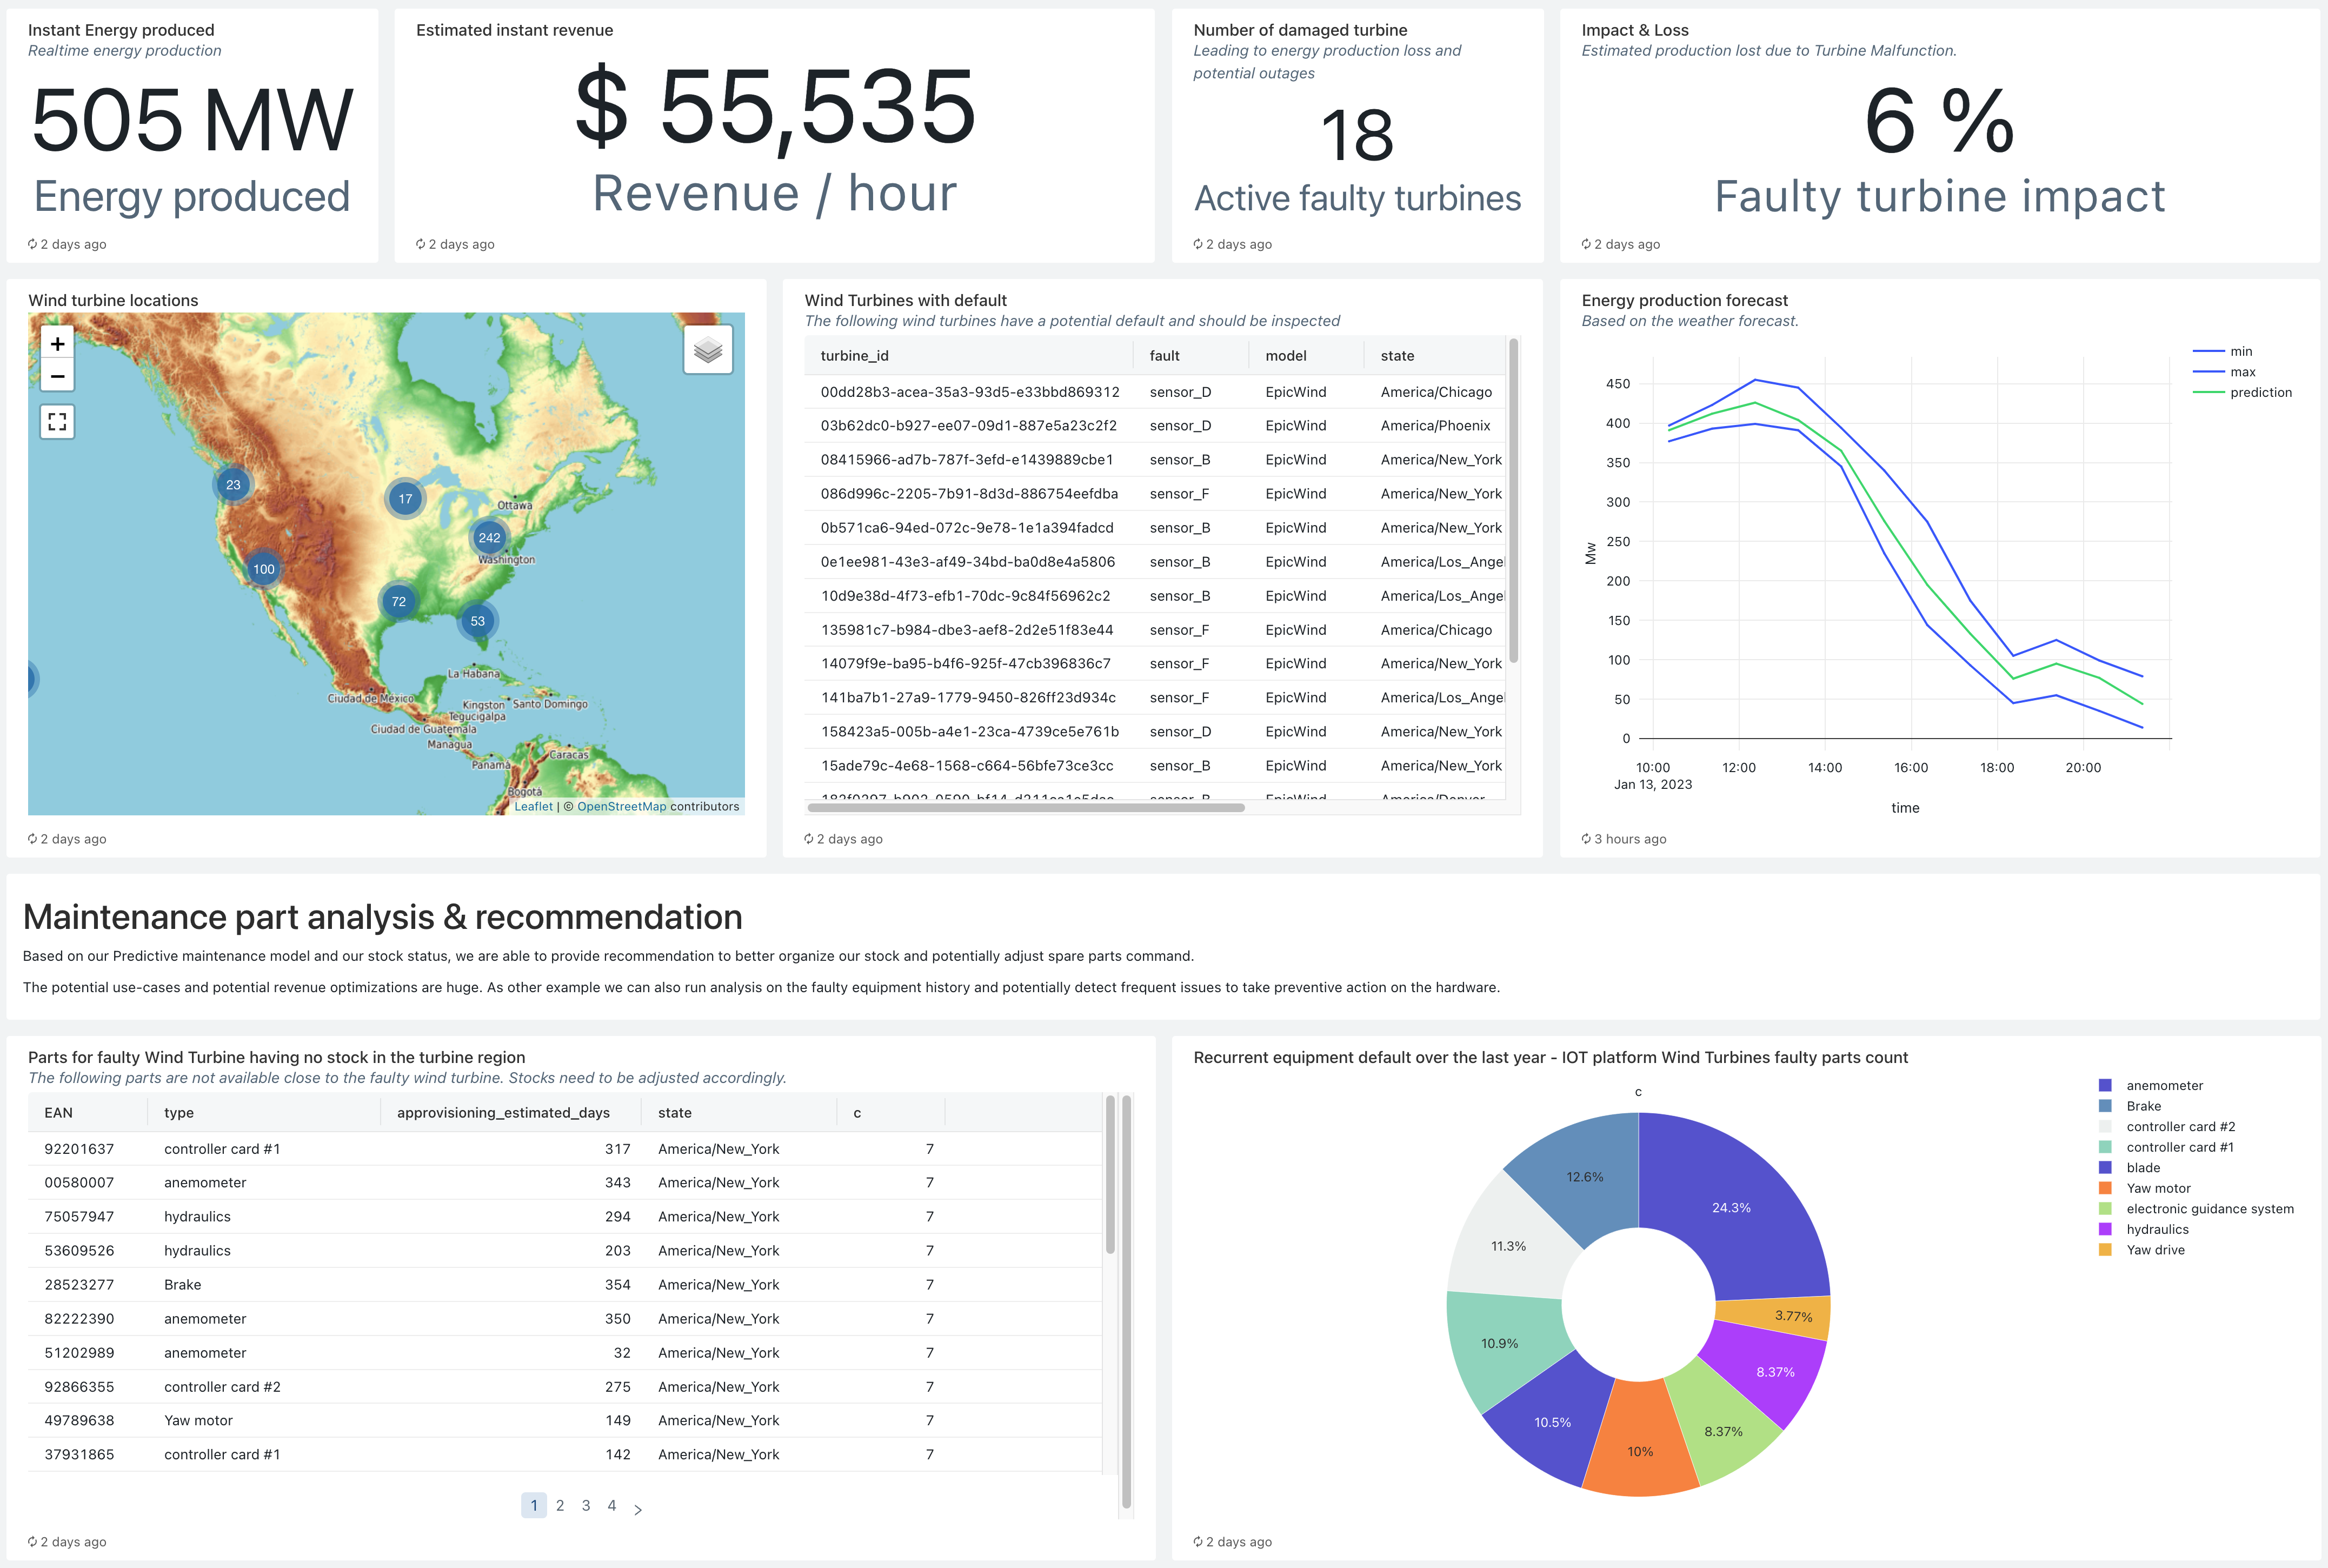 Instant Energy produced
Realtime energy production
505 MW
Energy produced
2 days ago
Estimated instant revenue
$ 55,535
Revenue / hour
2 days ago
Number of damaged turbine
Leading to energy production loss and
potential outages
18
Active faulty turbines
2 days ago
Impact & Loss
Estimated production lost due to Turbine Malfunction.
6 %
Faulty turbine impact
2 days ago
Wind turbine locations
+
−
23
17
Ottawa
242
Washington
100
72
53
La Habana
Ciudad de México
Kingston
Santo Domingo
Tegucigalpa
Ciudad de Guatemala
Managua
Caracas
Panamá
Bogotá
Leaflet | © OpenStreetMap contributors
2 days ago
Wind Turbines with default
The following wind turbines have a potential default and should be inspected
turbine_id fault model state
00dd28b3-acea-35a3-93d5-e33bbd869312 sensor_D EpicWind America/Chicago
03b62dc0-b927-ee07-09d1-887e5a23c2f2 sensor_D EpicWind America/Phoenix
08415966-ad7b-787f-3efd-e1439889cbe1 sensor_B EpicWind America/New_York
086d996c-2205-7b91-8d3d-886754eefdba sensor_F EpicWind America/New_York
0b571ca6-94ed-072c-9e78-1e1a394fadcd sensor_B EpicWind America/New_York
0e1ee981-43e3-af49-34bd-ba0d8e4a5806 sensor_B EpicWind America/Los_Angel
10d9e38d-4f73-efb1-70dc-9c84f56962c2 sensor_B EpicWind America/Los_Angel
135981c7-b984-dbe3-aef8-2d2e51f83e44 sensor_F EpicWind America/Chicago
14079f9e-ba95-b4f6-925f-47cb396836c7 sensor_F EpicWind America/New_York
141ba7b1-27a9-1779-9450-826ff23d934c sensor_F EpicWind America/Los_Angel
158423a5-005b-a4e1-23ca-4739ce5e761b sensor_D EpicWind America/New_York
15ade79c-4e68-1568-c664-56bfe73ce3cc sensor_B EpicWind America/New_York
2 days ago
Energy production forecast
Based on the weather forecast.
min
max
prediction
450
400
350
300
250
200
150
100
50
0
Mw
10:00 12:00 14:00 16:00 18:00 20:00
Jan 13, 2023
time
3 hours ago
Maintenance part analysis & recommendation
Based on our Predictive maintenance model and our stock status, we are able to provide recommendation to better organize our stock and potentially adjust spare parts command.
The potential use-cases and potential revenue optimizations are huge. As other example we can also run analysis on the faulty equipment history and potentially detect frequent issues to take preventive action on the hardware.
Parts for faulty Wind Turbine having no stock in the turbine region
The following parts are not available close to the faulty wind turbine. Stocks need to be adjusted accordingly.
EAN type approvisioning_estimated_days state c
92201637 controller card #1 317 America/New_York 7
00580007 anemometer 343 America/New_York 7
75057947 hydraulics 294 America/New_York 7
53609526 hydraulics 203 America/New_York 7
28523277 Brake 354 America/New_York 7
82222390 anemometer 350 America/New_York 7
51202989 anemometer 32 America/New_York 7
92866355 controller card #2 275 America/New_York 7
49789638 Yaw motor 149 America/New_York 7
37931865 controller card #1 142 America/New_York 7
1 2 3 4 >
2 days ago
Recurrent equipment default over the last year - IOT platform Wind Turbines faulty parts count
c
24.3%
3.77%
8.37%
8.37%
10%
10.5%
10.9%
11.3%
12.6%
anemometer
Brake
controller card #2
controller card #1
blade
Yaw motor
electronic guidance system
hydraulics
Yaw drive
2 days ago